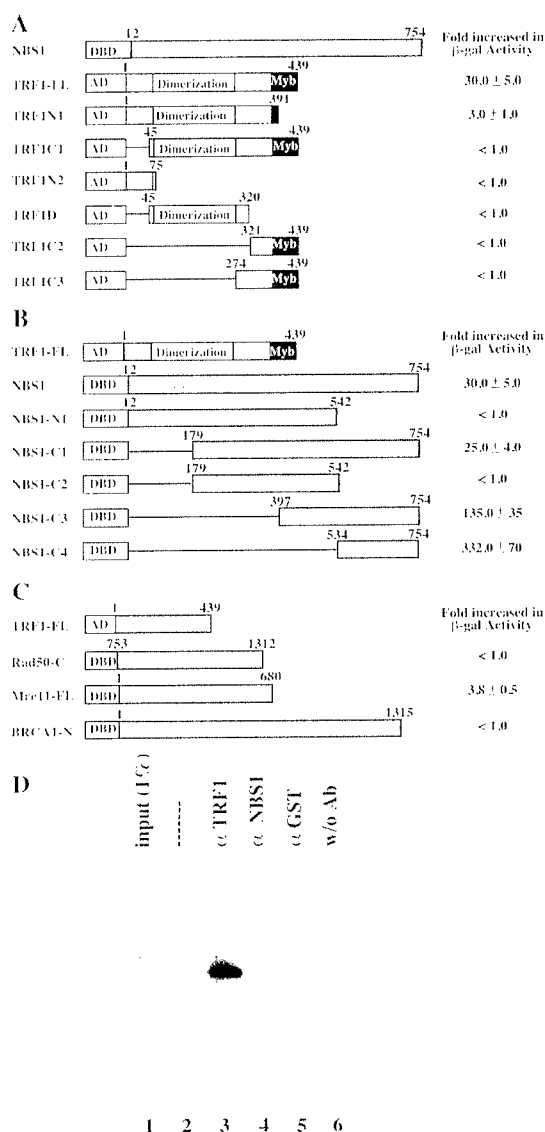 A
Fold increased in
β-gal Activity
12 754
NBS1 DBD
1 439
TRF1-FL AD Dimerization Myb 30.0 ± 5.0
1 391
TRF1N1 AD Dimerization 3.0 ± 1.0
45 439
TRF1C1 AD Dimerization Myb < 1.0
1 75
TRF1N2 AD < 1.0
45 320
TRF1D AD Dimerization < 1.0
321 439
TRF1C2 AD Myb < 1.0
274 439
TRF1C3 AD Myb < 1.0
B
Fold increased in
β-gal Activity
1 439
TRF1-FL AD Dimerization Myb
12 754
NBS1 DBD 30.0 ± 5.0
12 542
NBS1-N1 DBD < 1.0
179 754
NBS1-C1 DBD 25.0 ± 4.0
179 542
NBS1-C2 DBD < 1.0
397 754
NBS1-C3 DBD 135.0 ± 35
534 754
NBS1-C4 DBD 332.0 ± 70
C
Fold increased in
β-gal Activity
1 439
TRF1-FL AD
753 1312
Rad50-C DBD < 1.0
1 680
Mre11-FL DBD 3.8 ± 0.5
1 1315
BRCA1-N DBD < 1.0
D
input (1%)
α TRF1
α NBS1
α GST
w/o Ab
1 2 3 4 5 6